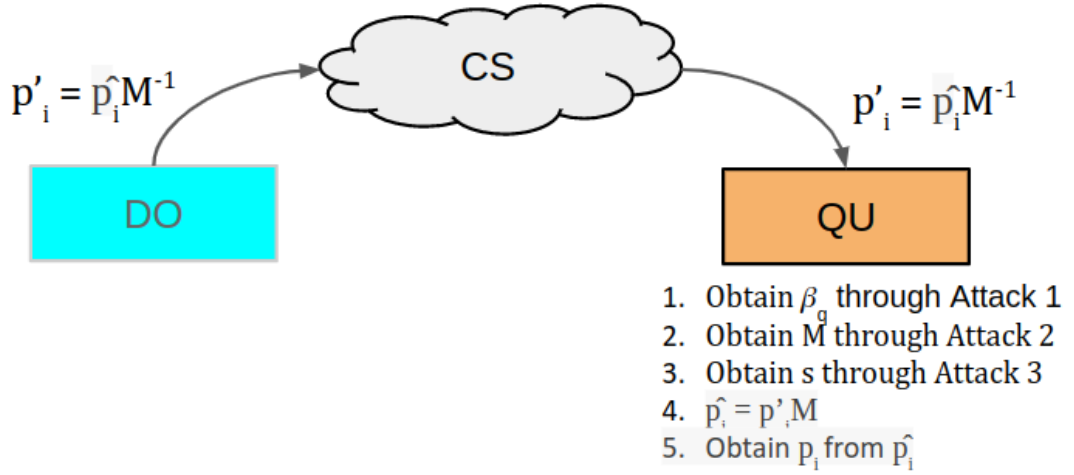 CS
p'ᵢ = p̂ᵢM⁻¹
p'ᵢ = p̂ᵢM⁻¹
DO
QU
1. Obtain β_q through Attack 1
2. Obtain M through Attack 2
3. Obtain s through Attack 3
4. p̂ᵢ = p'ᵢM
5. Obtain pᵢ from p̂ᵢ